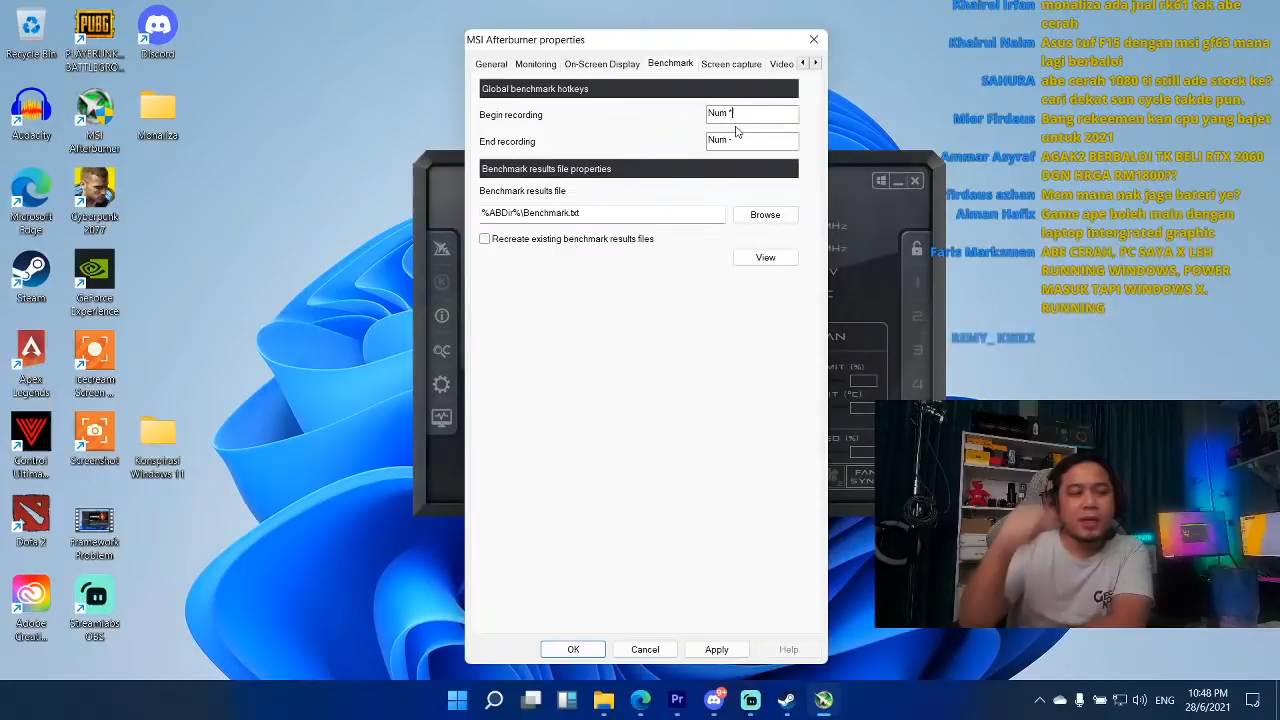 Recycle Bin
PLAYERUNK...
BATTLEGRO...
Discord
Audacity
MSI
Afterburner
Monaliza
Microsoft
Edge
Cyberpunk
2077
Steam
GeForce
Experience
Apex
Legends
Icecream
Screen ...
Control
Ultima...
Screenshot
Konspirasi
Windows 11
Dota 2
Framework
Problem
Adobe
Creati...
Streamlabs
OBS
MSI Afterburner properties
General
Monitoring
On-Screen Display
Benchmark
Screen capture
Video
Global benchmark hotkeys
Begin recording
Num *
End recording
Num -
Benchmark results file properties
Benchmark results file
%ABDir%\Benchmark.txt
Browse
Recreate existing benchmark results files
View
OK
Cancel
Apply
Help
MHz
1
2
3
4
Khairol Irfan monaliza ada jual rk61 tak abe
cerah
Khairul Naim Asus tuf F15 dengan msi gf63 mana
lagi berbaloi
SAHURA abe cerah 1080 ti still ade stock ke?
cari dekat sun cycle takde pun.
Mior Firdaus Bang rekeemen kan cpu yang bajet
untuk 2021
Ammar Asyraf AGAK2 BERBALOI TK BELI RTX 2060
DGN HRGA RM1800??
firdaus azhan Mcm mana nak jaga bateri ye?
Aiman Hafiz Game ape boleh main dengan
laptop intergrated graphic
Faris Marksmen ABE CERAH, PC SAYA X LEH
RUNNING WINDOWS, POWER
MASUK TAPI WINDOWS X.
RUNNING
Pr
9+
ENG
10:48 PM
28/6/2021